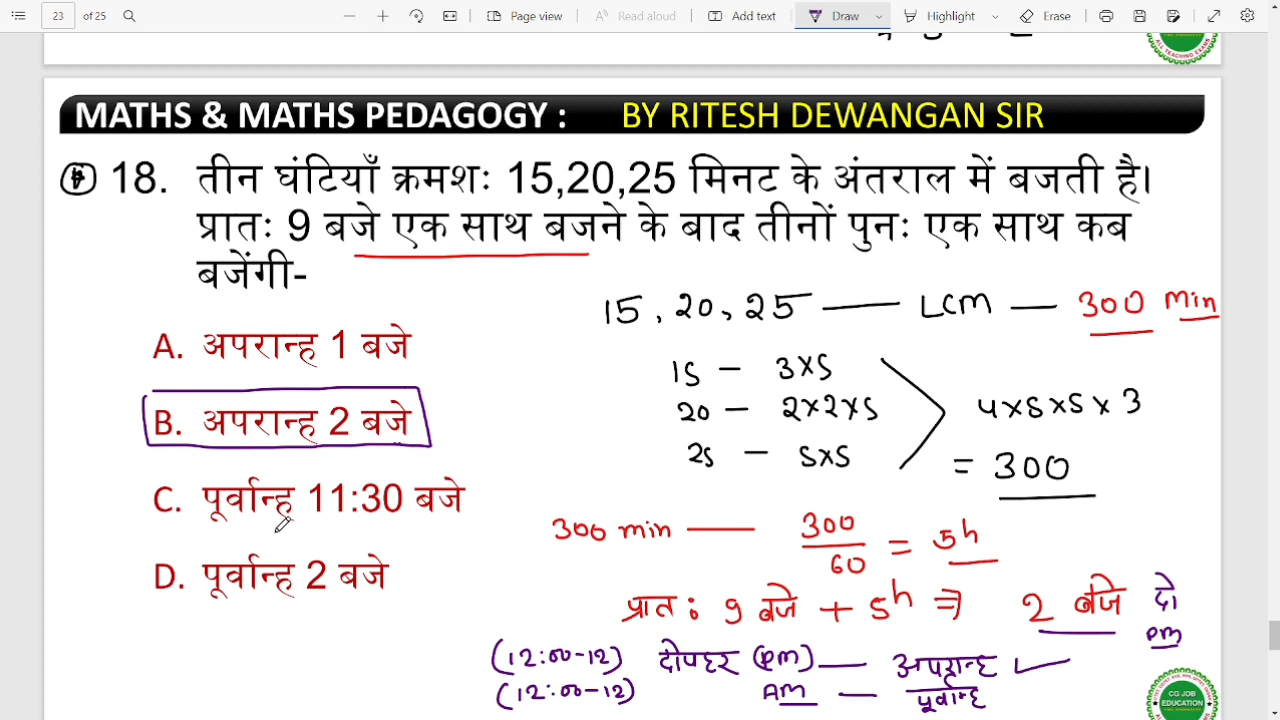 23 of 25 Page view Read aloud Add text Draw Highlight Erase
MATHS & MATHS PEDAGOGY : BY RITESH DEWANGAN SIR
18. तीन घंटियाँ क्रमशः 15,20,25 मिनट के अंतराल में बजती है।
प्रातः 9 बजे एक साथ बजने के बाद तीनों पुनः एक साथ कब
बजेंगी-
A. अपरान्ह 1 बजे
B. अपरान्ह 2 बजे
C. पूर्वान्ह 11:30 बजे
D. पूर्वान्ह 2 बजे
15, 20, 25 — LCM — 300 Min
15 — 3×5
20 — 2×2×5
25 — 5×5
4×5×5×3
= 300
300 min — 300/60 = 5h
प्रातः 9 बजे + 5h ⇒ 2 बजे दो
pm
(12:00-12) दोपहर (pm) — अपरान्ह ✓
(12:00-12) AM — पूर्वान्ह
CG JOB
EDUCATION